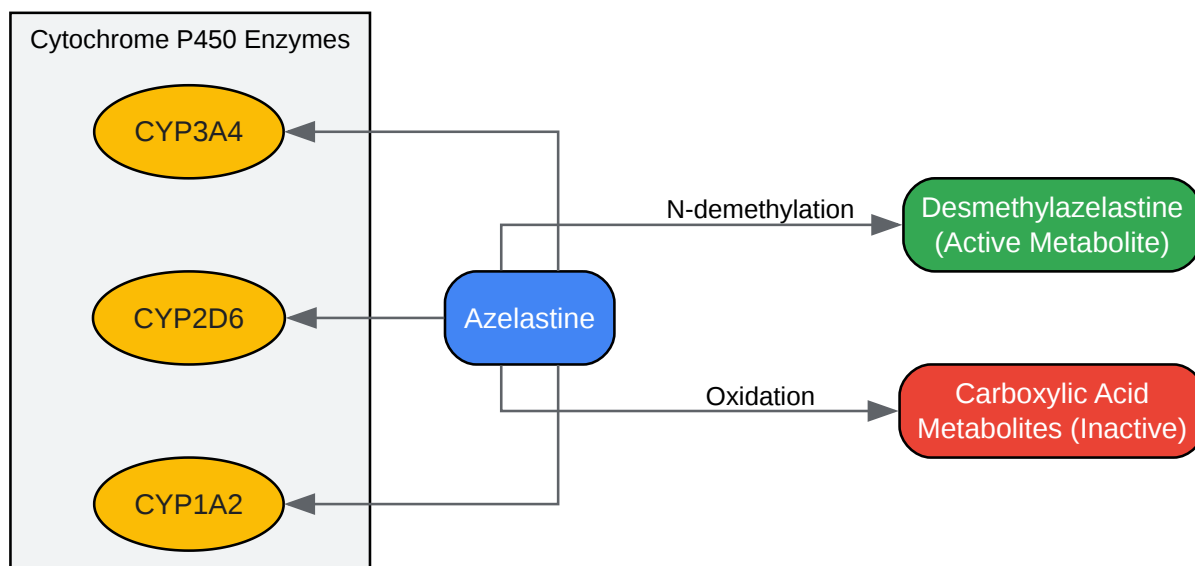 Cytochrome P450 Enzymes
CYP3A4
CYP2D6
CYP1A2
Azelastine
N-demethylation
Oxidation
Desmethylazelastine
(Active Metabolite)
Carboxylic Acid
Metabolites (Inactive)